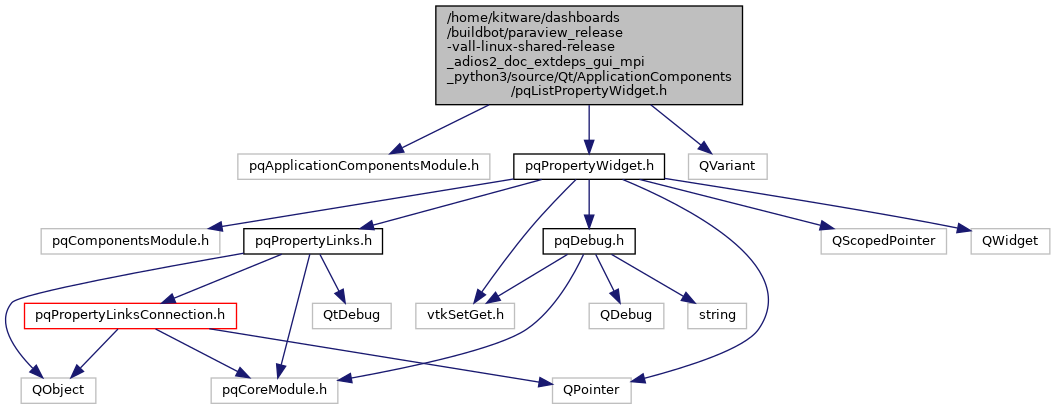 /home/kitware/dashboards
/buildbot/paraview_release
-vall-linux-shared-release
_adios2_doc_extdeps_gui_mpi
_python3/source/Qt/ApplicationComponents
/pqListPropertyWidget.h
pqApplicationComponentsModule.h
pqPropertyWidget.h
QVariant
pqComponentsModule.h
pqPropertyLinks.h
pqDebug.h
QScopedPointer
QWidget
pqPropertyLinksConnection.h
QtDebug
vtkSetGet.h
QDebug
string
QObject
pqCoreModule.h
QPointer